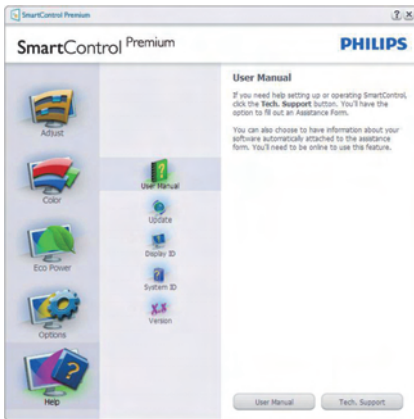 SmartControl Premium
SmartControl Premium
PHILIPS
Adjust
Color
Eco Power
Options
Help
User Manual
Update
Display ID
System ID
Version
User Manual
If you need help setting up or operating SmartControl,
click the Tech. Support button. You'll have the
option to fill out an Assistance Form.
You can also choose to have information about your
software automatically attached to the assistance
form. You'll need to be online to use this feature.
User Manual
Tech. Support